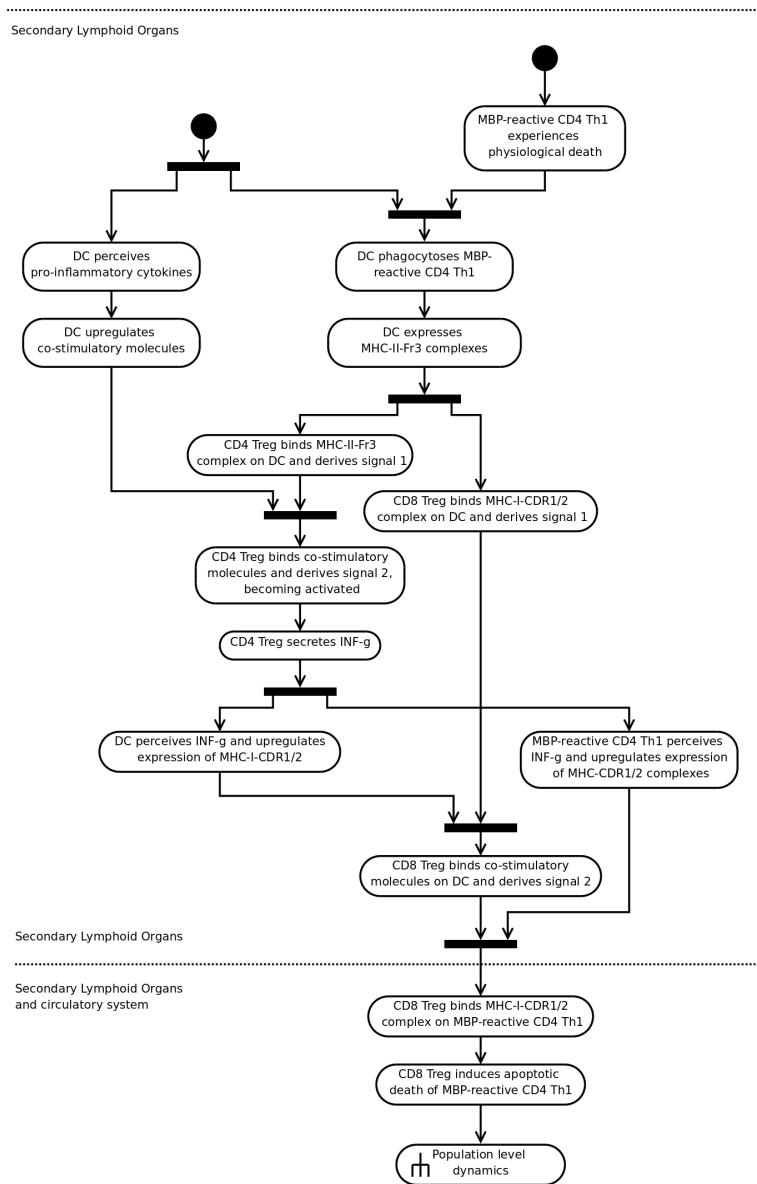 Secondary Lymphoid Organs
MBP-reactive CD4 Th1
experiences
physiological death
DC perceives
pro-inflammatory cytokines
DC phagocytoses MBP-
reactive CD4 Th1
DC upregulates
co-stimulatory molecules
DC expresses
MHC-II-Fr3 complexes
CD4 Treg binds MHC-II-Fr3
complex on DC and derives signal 1
CD8 Treg binds MHC-I-CDR1/2
complex on DC and derives signal 1
CD4 Treg binds co-stimulatory
molecules and derives signal 2,
becoming activated
CD4 Treg secretes INF-g
DC perceives INF-g and upregulates
expression of MHC-I-CDR1/2
MBP-reactive CD4 Th1 perceives
INF-g and upregulates expression
of MHC-CDR1/2 complexes
CD8 Treg binds co-stimulatory
molecules on DC and derives signal 2
Secondary Lymphoid Organs
Secondary Lymphoid Organs
and circulatory system
CD8 Treg binds MHC-I-CDR1/2
complex on MBP-reactive CD4 Th1
CD8 Treg induces apoptotic
death of MBP-reactive CD4 Th1
Population level
dynamics